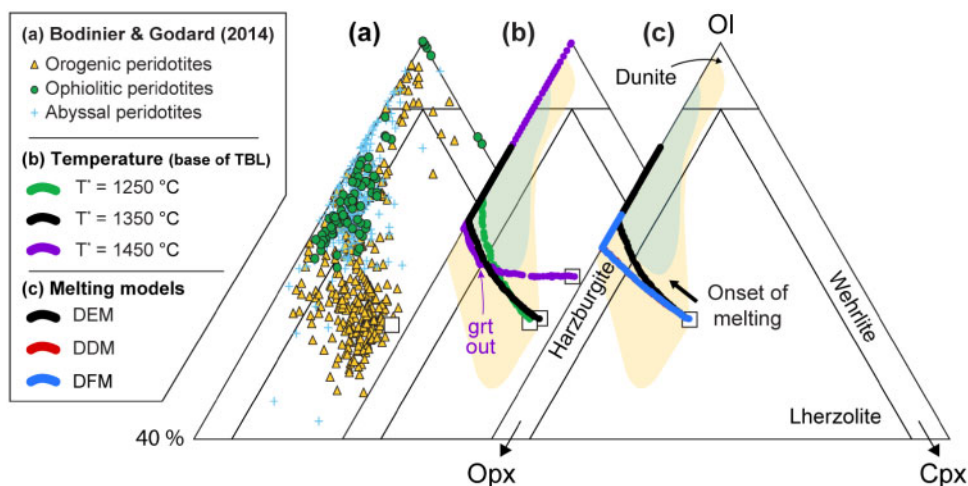 (a) Bodinier & Godard (2014)
Orogenic peridotites
Ophiolitic peridotites
Abyssal peridotites
(b) Temperature (base of TBL)
T* = 1250 °C
T* = 1350 °C
T* = 1450 °C
(c) Melting models
DEM
DDM
DFM
(a)
(b)
(c)
Ol
Dunite
grt
out
Harzburgite
Onset of
melting
Wehrlite
Lherzolite
40 %
Opx
Cpx